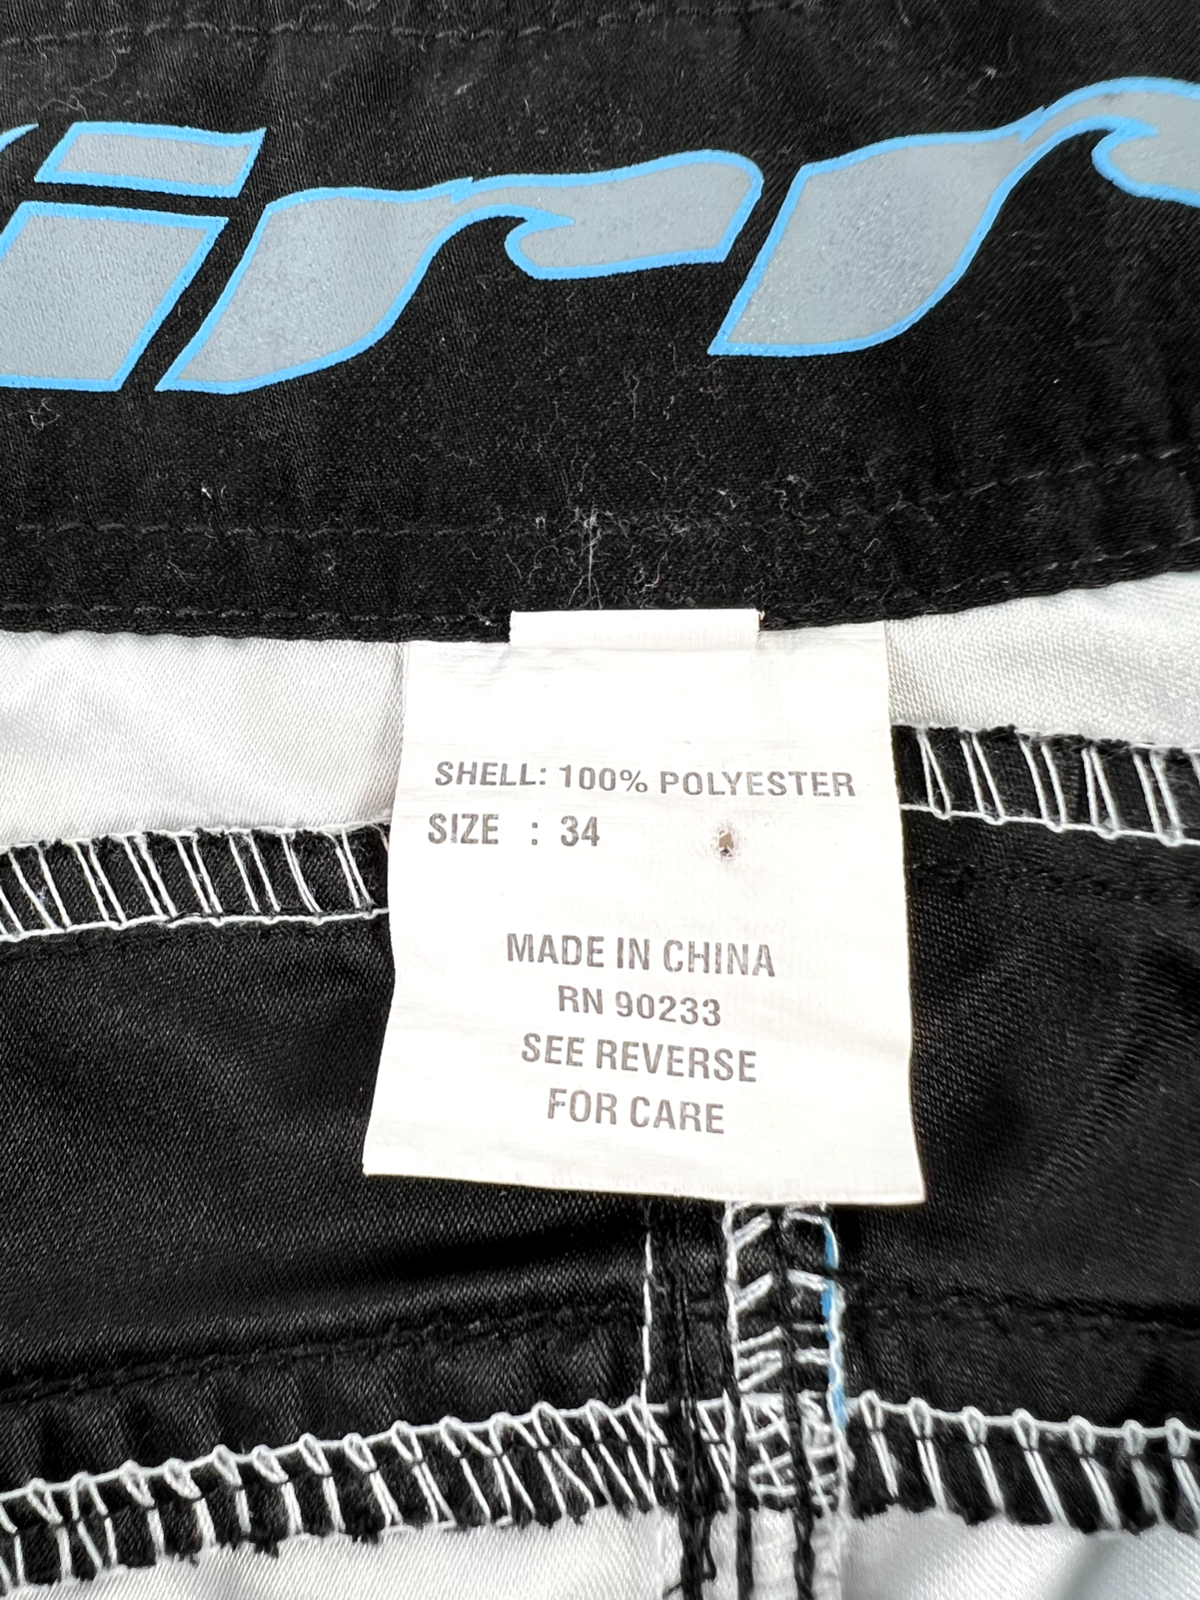 SHELL: 100% POLYESTER
SIZE : 34
MADE IN CHINA
RN 90233
SEE REVERSE
FOR CARE